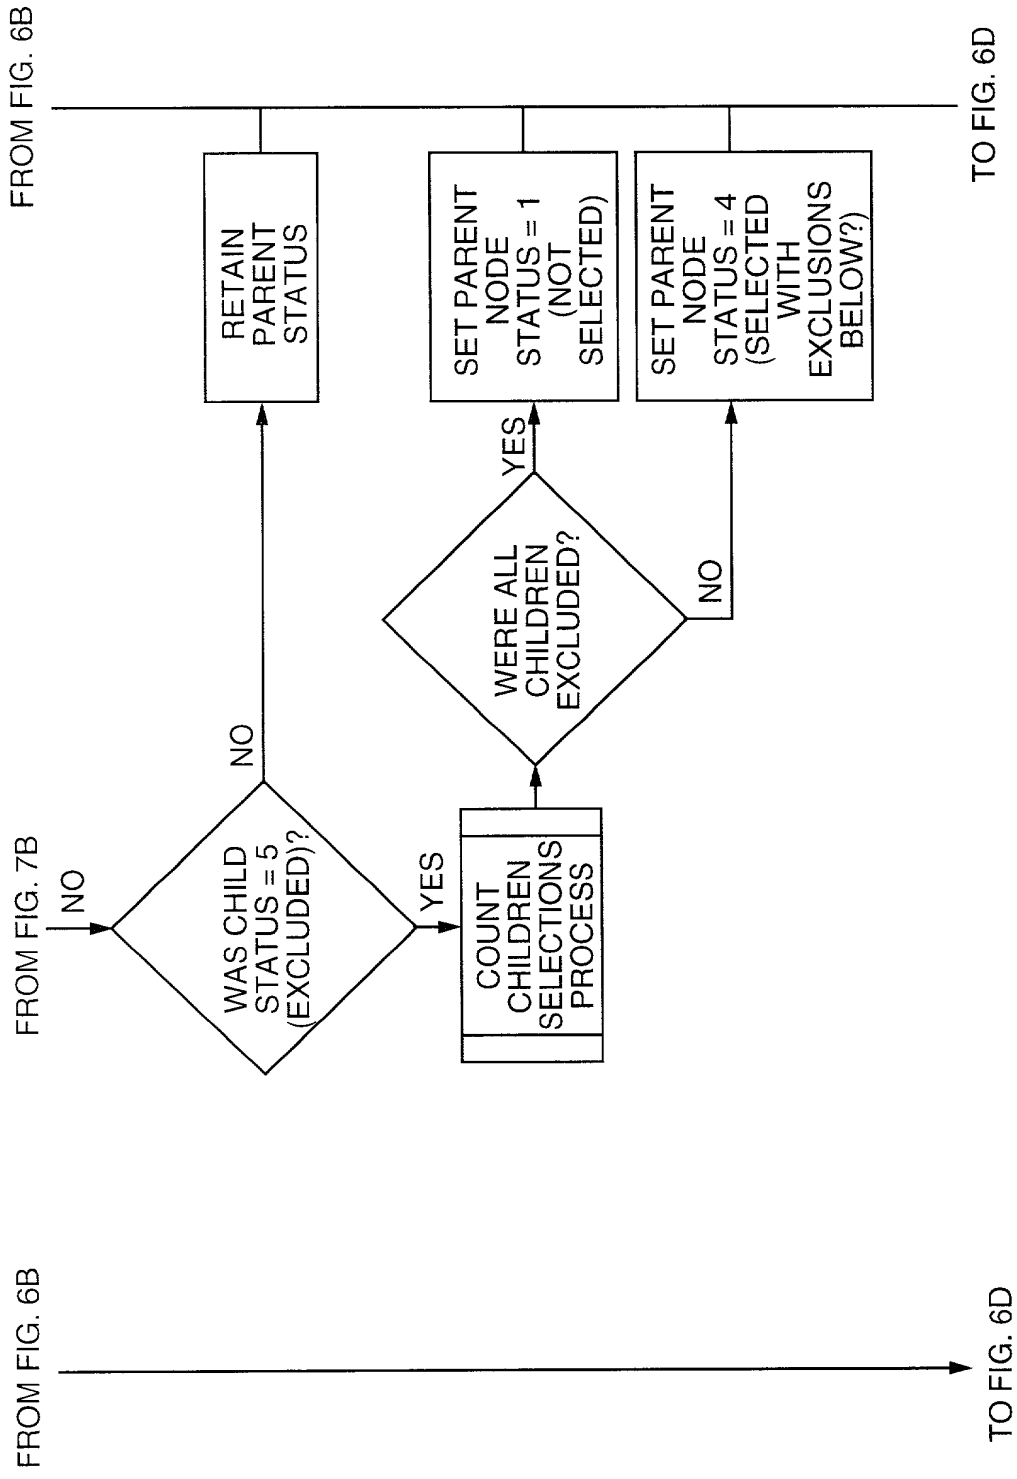 FROM FIG. 6B
FROM FIG. 7B
FROM FIG. 6B
NO
WAS CHILD
STATUS = 5
(EXCLUDED)?
NO
RETAIN
PARENT
STATUS
YES
COUNT
CHILDREN
SELECTIONS
PROCESS
WERE ALL
CHILDREN
EXCLUDED?
YES
SET PARENT
NODE
STATUS = 1
(NOT
SELECTED)
NO
SET PARENT
NODE
STATUS = 4
(SELECTED
WITH
EXCLUSIONS
BELOW?)
TO FIG. 6D
TO FIG. 6D